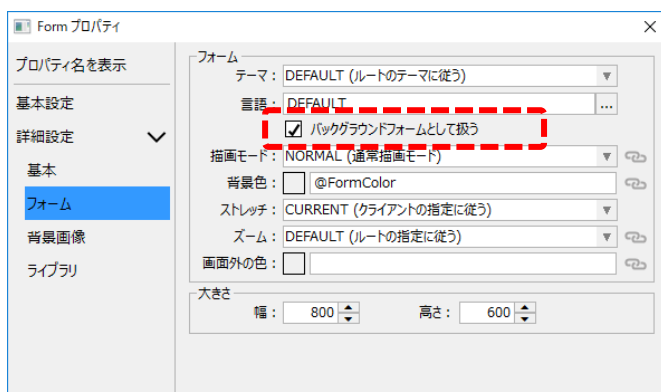 Form プロパティ
プロパティ名を表示
基本設定
詳細設定
基本
フォーム
背景画像
ライブラリ
フォーム
テーマ： DEFAULT (ルートのテーマに従う)
言語： DEFAULT ...
バックグラウンドフォームとして扱う
描画モード： NORMAL (通常描画モード)
背景色： @FormColor
ストレッチ： CURRENT (クライアントの指定に従う)
ズーム： DEFAULT (ルートの指定に従う)
画面外の色：
大きさ
幅： 800 高さ： 600